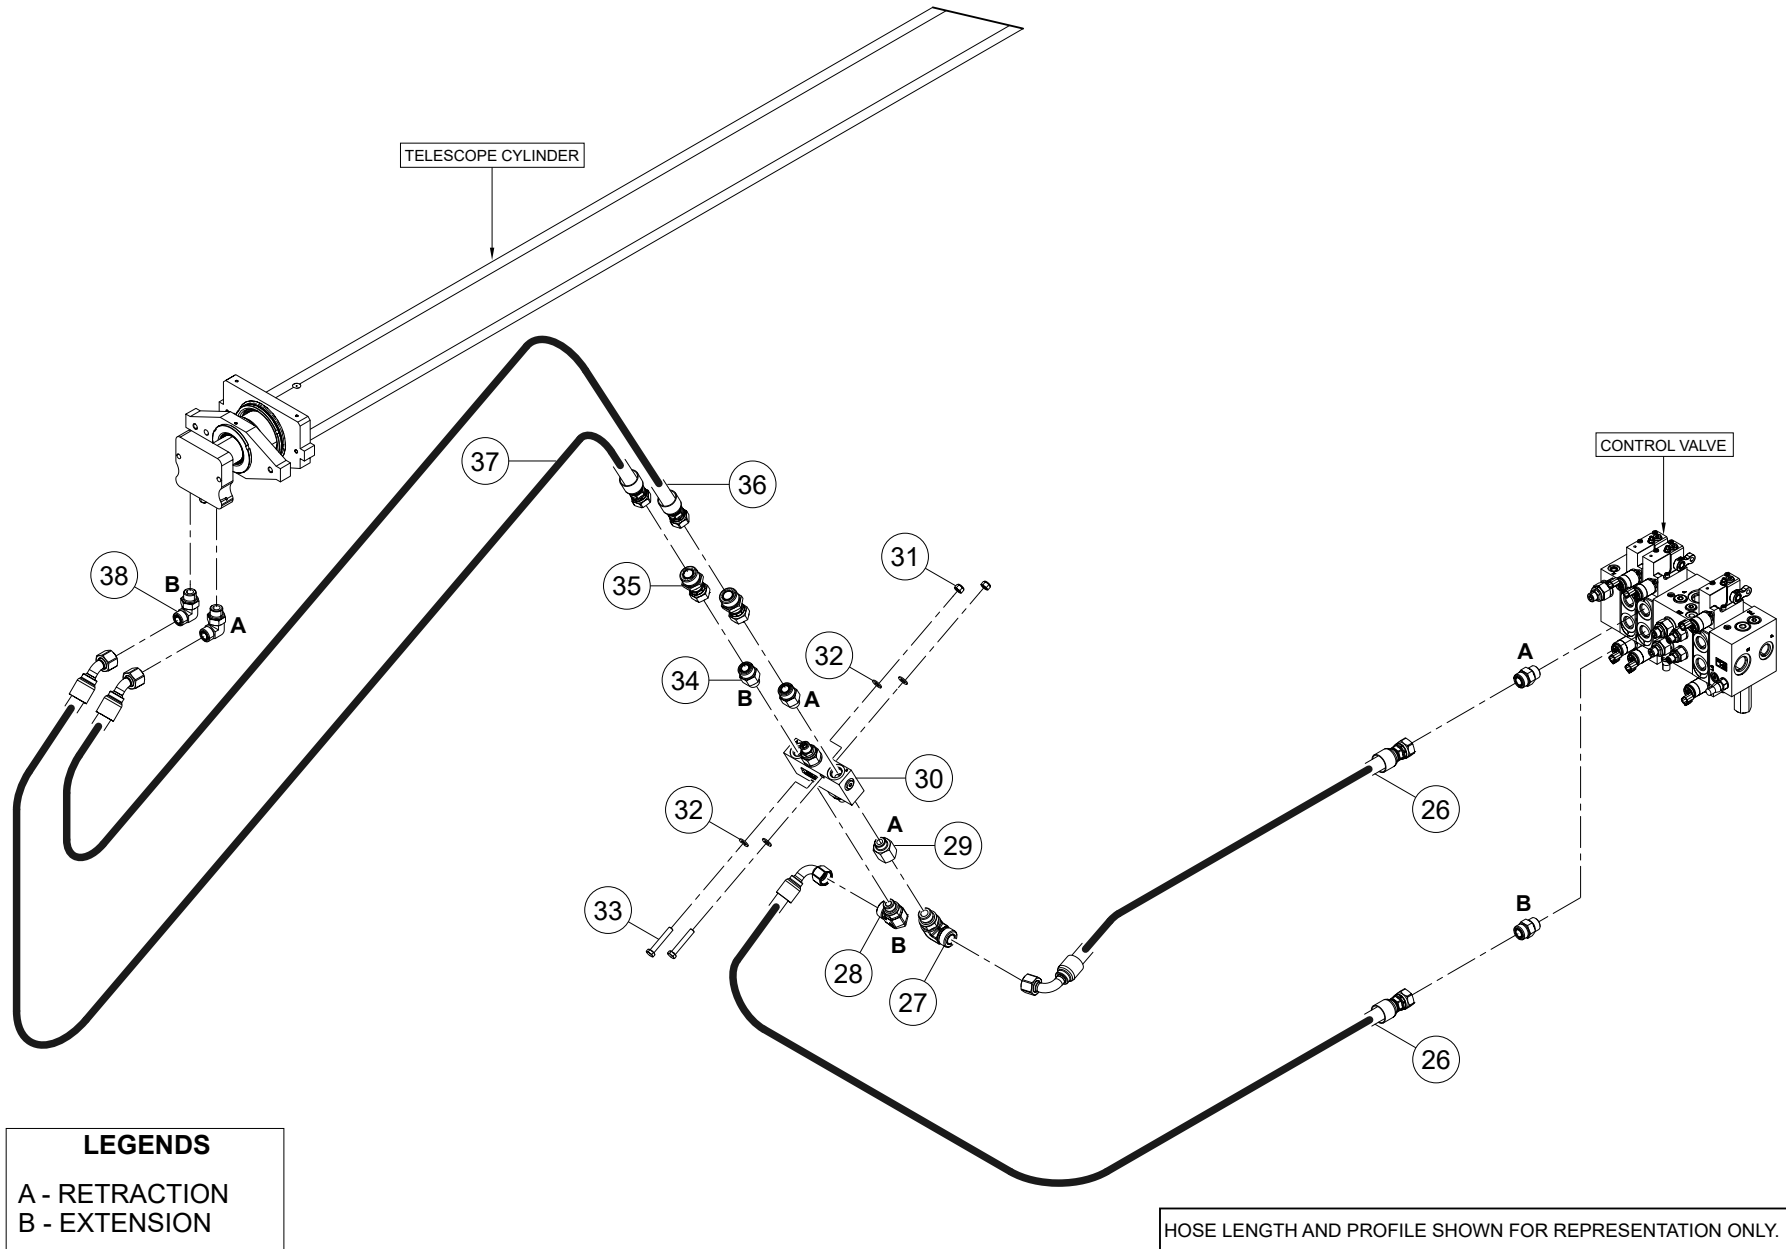 TELESCOPE CYLINDER
CONTROL VALVE
37
36
38
B
A
35
31
32
34
B
A
A
30
26
32
A
29
33
28
B
27
B
26
LEGENDS
A - RETRACTION
B - EXTENSION
HOSE LENGTH AND PROFILE SHOWN FOR REPRESENTATION ONLY.